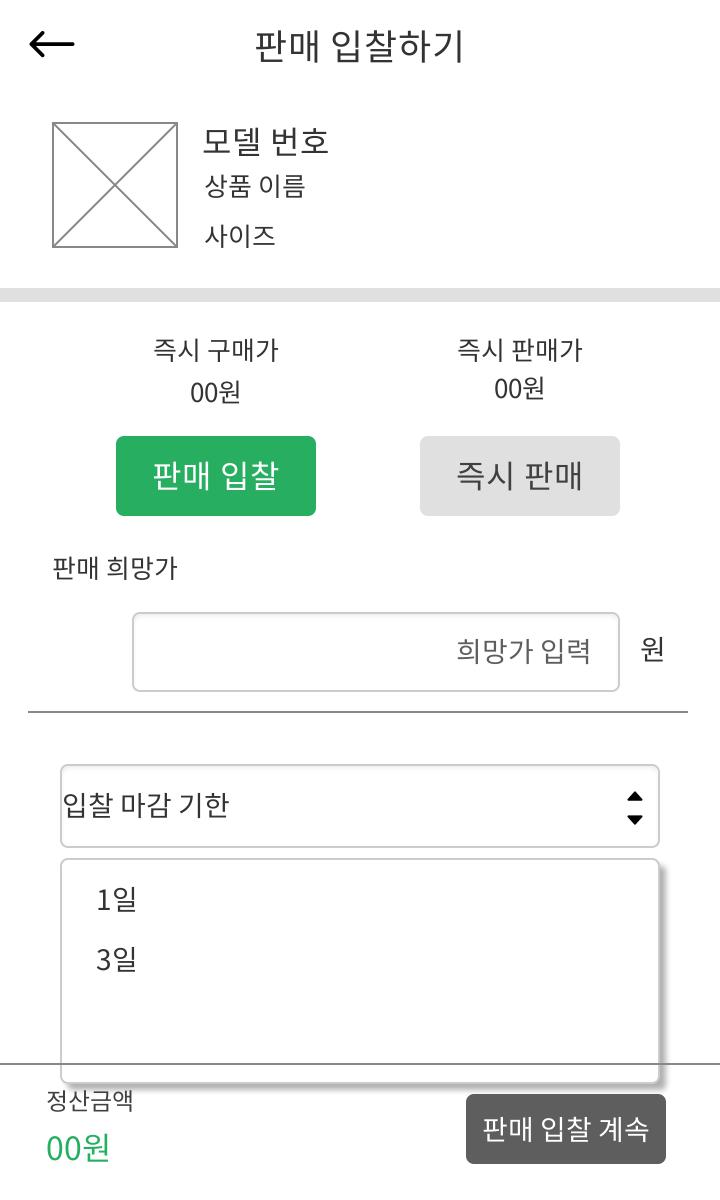 판매 입찰하기
모델 번호
상품 이름
사이즈
즉시 구매가
00원
즉시 판매가
00원
판매 입찰
즉시 판매
판매 희망가
희망가 입력
원
입찰 마감 기한
1일
3일
정산금액
00원
판매 입찰 계속